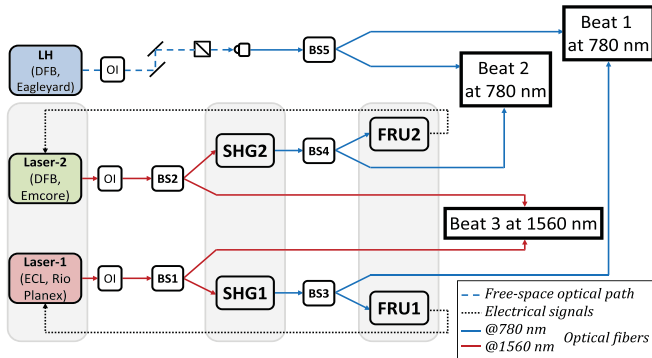 LH
(DFB,
Eagleyard)
OI
BS5
Beat 1
at 780 nm
Beat 2
at 780 nm
Laser-2
(DFB,
Emcore)
OI
BS2
SHG2
BS4
FRU2
Beat 3 at 1560 nm
Laser-1
(ECL, Rio
Planex)
OI
BS1
SHG1
BS3
FRU1
Free-space optical path
Electrical signals
@780 nm
@1560 nm
Optical fibers